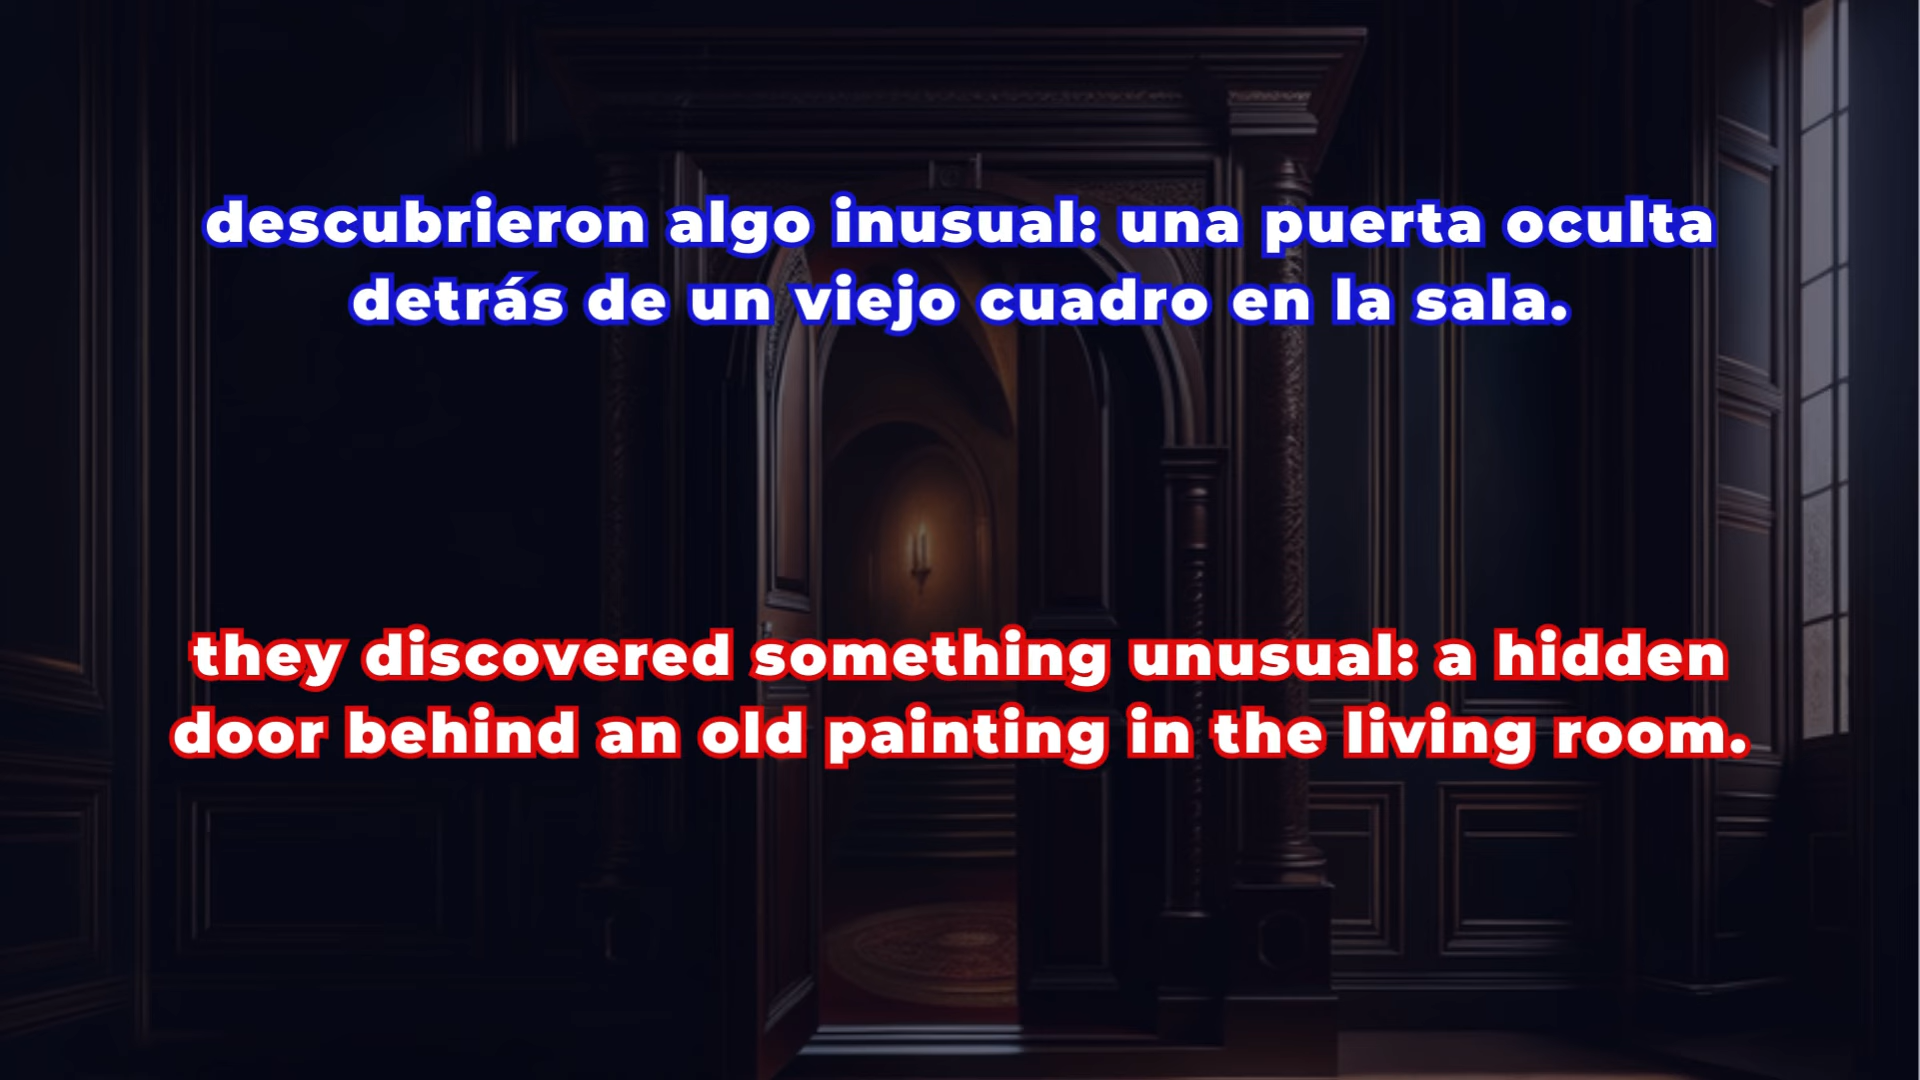 descubrieron algo inusual: una puerta oculta
detrás de un viejo cuadro en la sala.
they discovered something unusual: a hidden
door behind an old painting in the living room.